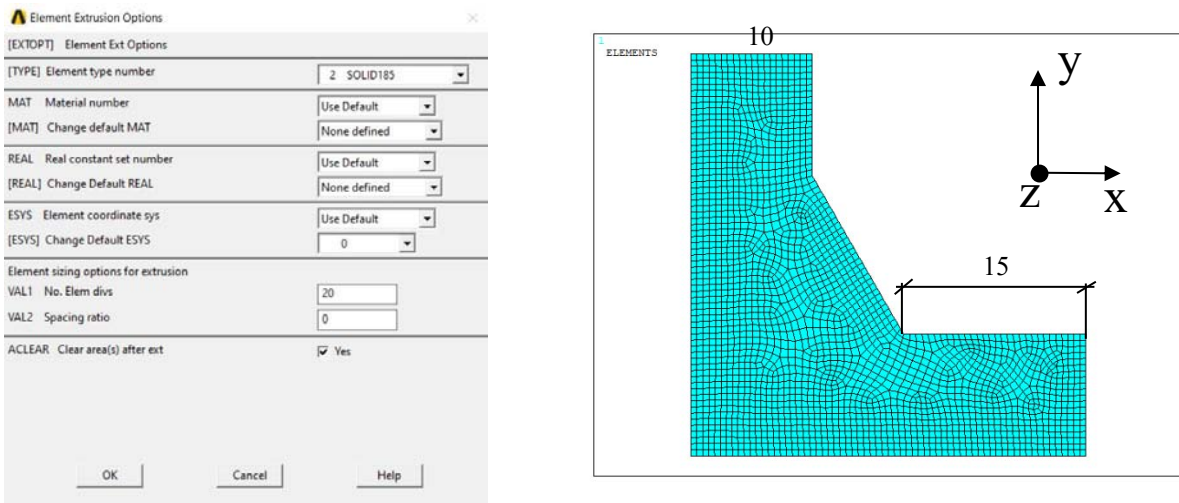 Element Extrusion Options
[EXTOPT] Element Ext Options
[TYPE] Element type number 2 SOLID185
MAT Material number Use Default
[MAT] Change default MAT None defined
REAL Real constant set number Use Default
[REAL] Change Default REAL None defined
ESYS Element coordinate sys Use Default
[ESYS] Change Default ESYS 0
Element sizing options for extrusion
VAL1 No. Elem divs 20
VAL2 Spacing ratio 0
ACLEAR Clear area(s) after ext Yes
OK Cancel Help
1
ELEMENTS
10
y
z
x
15